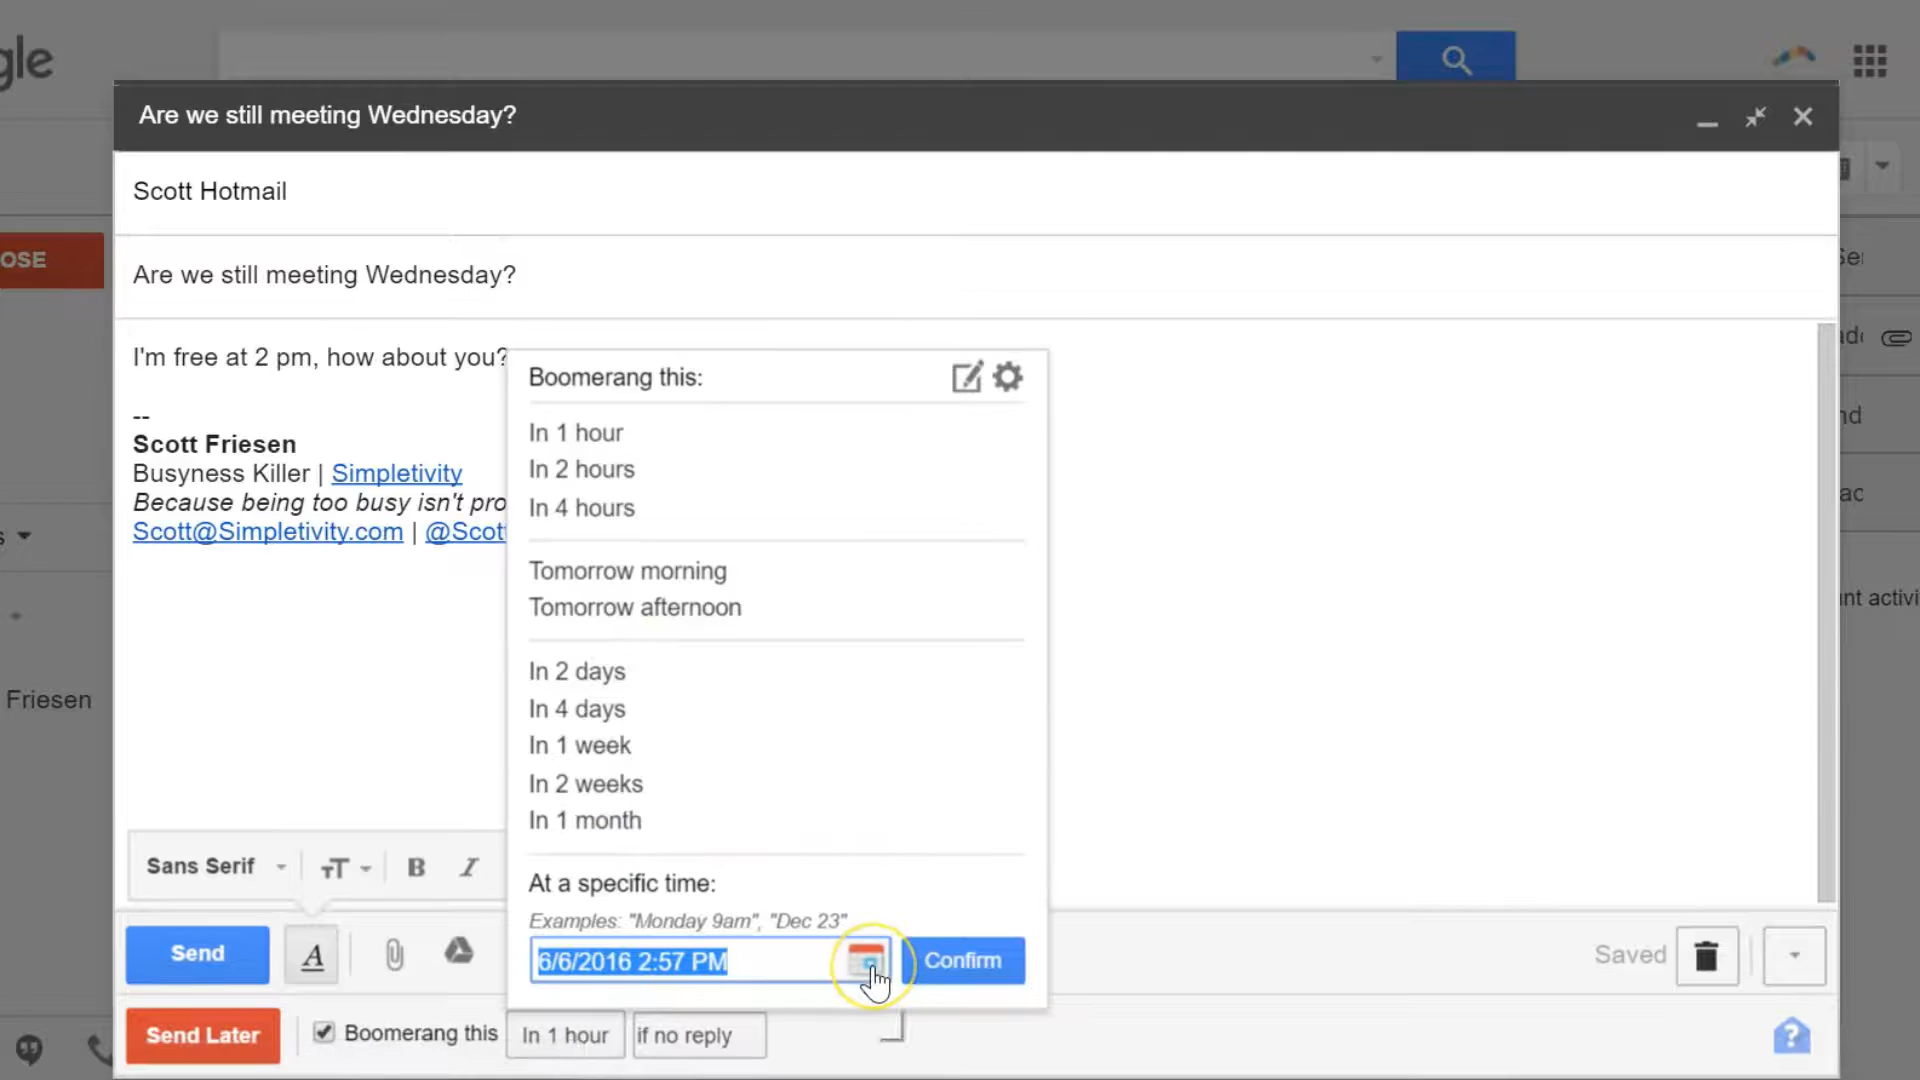 gle
Are we still meeting Wednesday?
Scott Hotmail
OSE
Are we still meeting Wednesday?
I'm free at 2 pm, how about you?
--
Scott Friesen
Busyness Killer | Simpletivity
Because being too busy isn't pro
Scott@Simpletivity.com | @Scot
Boomerang this:
In 1 hour
In 2 hours
In 4 hours
Tomorrow morning
Tomorrow afternoon
In 2 days
In 4 days
In 1 week
In 2 weeks
In 1 month
At a specific time:
Examples: "Monday 9am", "Dec 23"
6/6/2016 2:57 PM
Confirm
Friesen
nt activi
Sans Serif
B I
Send
A
Saved
Send Later
Boomerang this
In 1 hour
if no reply
?